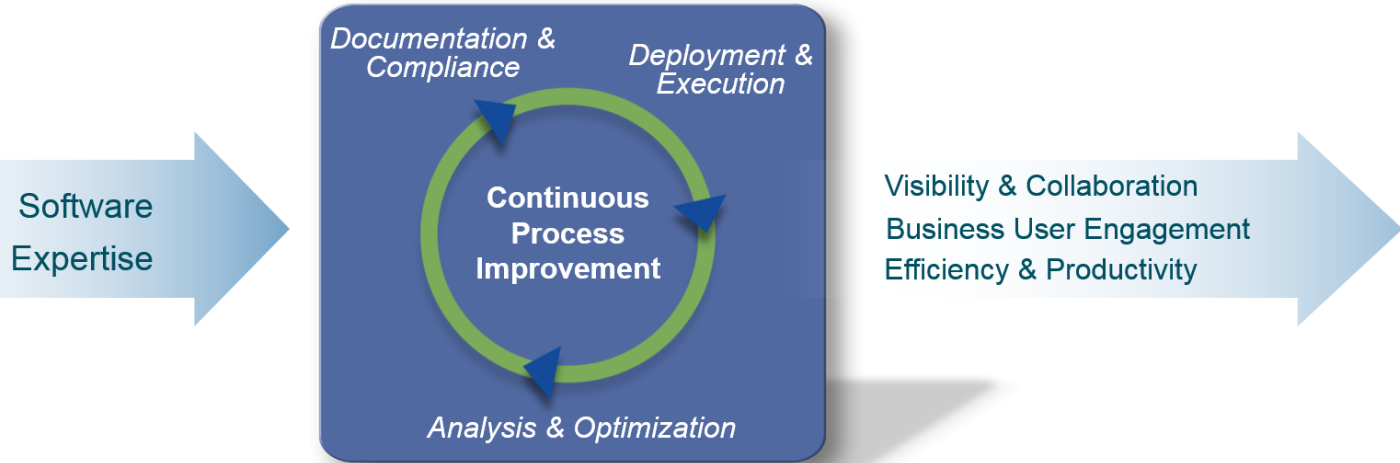 Software
Expertise
Documentation &
Compliance
Deployment &
Execution
Continuous
Process
Improvement
Analysis & Optimization
Visibility & Collaboration
Business User Engagement
Efficiency & Productivity